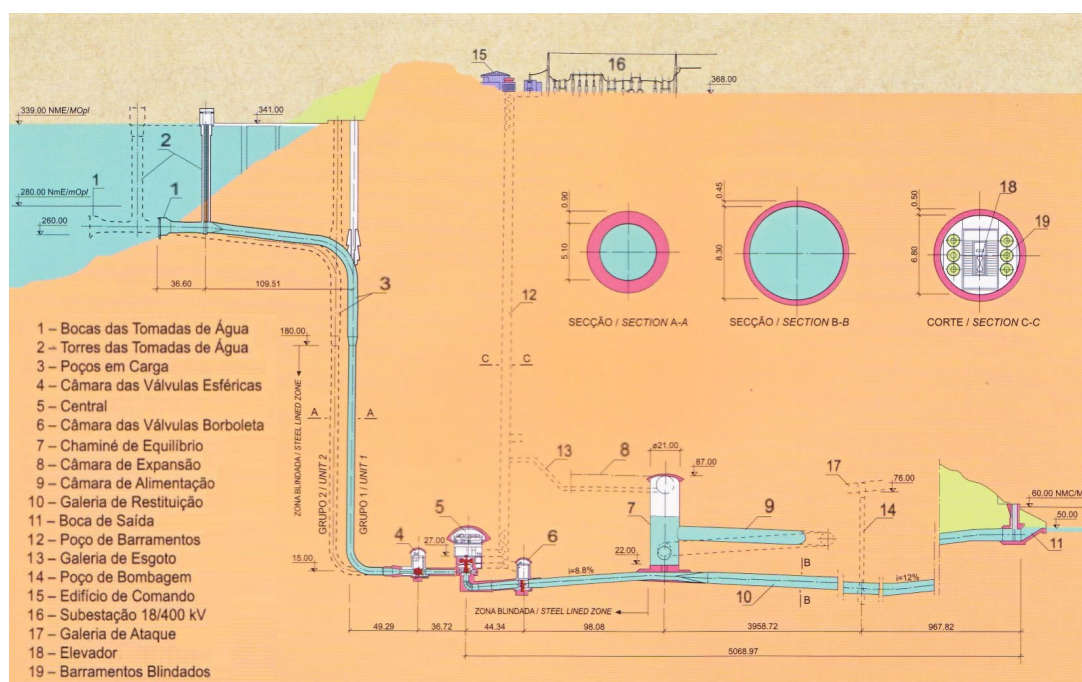 15
16
368.00
339.00 NME/MOpl
341.00
2
1
1
280.00 NmE/mOpl
260.00
36.60
109.51
3
12
0.90
5.10
SECÇÃO / SECTION A-A
0.45
8.30
SECÇÃO / SECTION B-B
0.50
6.80
18
19
CORTE / SECTION C-C
1 – Bocas das Tomadas de Água
2 – Torres das Tomadas de Água
3 – Poços em Carga
4 – Câmara das Válvulas Esféricas
5 – Central
6 – Câmara das Válvulas Borboleta
7 – Chaminé de Equilíbrio
8 – Câmara de Expansão
9 – Câmara de Alimentação
10 – Galeria de Restituição
11 – Boca de Saída
12 – Poço de Barramentos
13 – Galeria de Esgoto
14 – Poço de Bombagem
15 – Edifício de Comando
16 – Subestação 18/400 kV
17 – Galeria de Ataque
18 – Elevador
19 – Barramentos Blindados
180.00
ZONA BLINDADA / STEEL LINED ZONE
A A
GRUPO 2 / UNIT 2
GRUPO 1 / UNIT 1
C C
13
8
ø21.00
87.00
17
76.00
60.00 NMC/M
50.00
5
4
27.00
6
7
9
14
11
15.00
22.00
i=8.8%
B
B
10
i=12%
ZONA BLINDADA / STEEL LINED ZONE
49.29
36.72
44.34
98.08
3958.72
967.82
5068.97